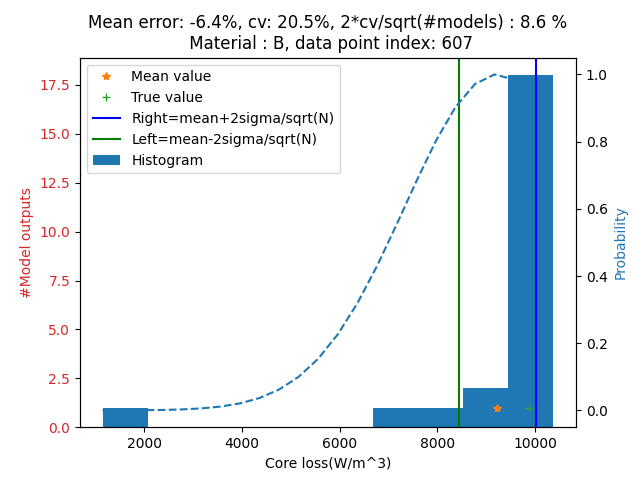 Mean error: -6.4%, cv: 20.5%, 2*cv/sqrt(#models) : 8.6 %
Material : B, data point index: 607
Mean value
True value
Right=mean+2sigma/sqrt(N)
Left=mean-2sigma/sqrt(N)
Histogram
17.5
15.0
12.5
10.0
7.5
5.0
2.5
0.0
#Model outputs
1.0
0.8
0.6
0.4
0.2
0.0
Probability
2000 4000 6000 8000 10000
Core loss(W/m^3)